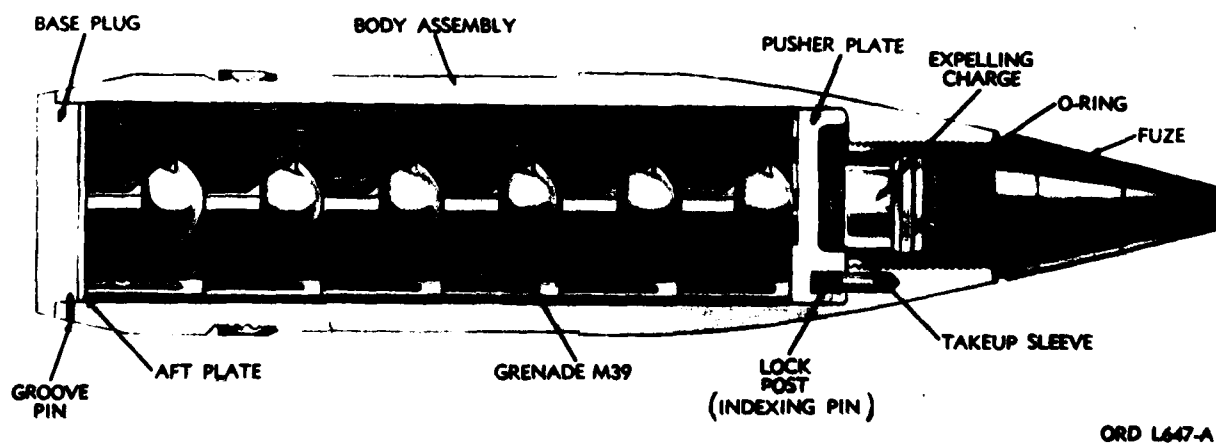 BASE PLUG
BODY ASSEMBLY
PUSHER PLATE
EXPELLING
CHARGE
O-RING
FUZE
GROOVE
PIN
AFT PLATE
GRENADE M39
LOCK
POST
(INDEXING PIN)
TAKEUP SLEEVE
ORD L647-A